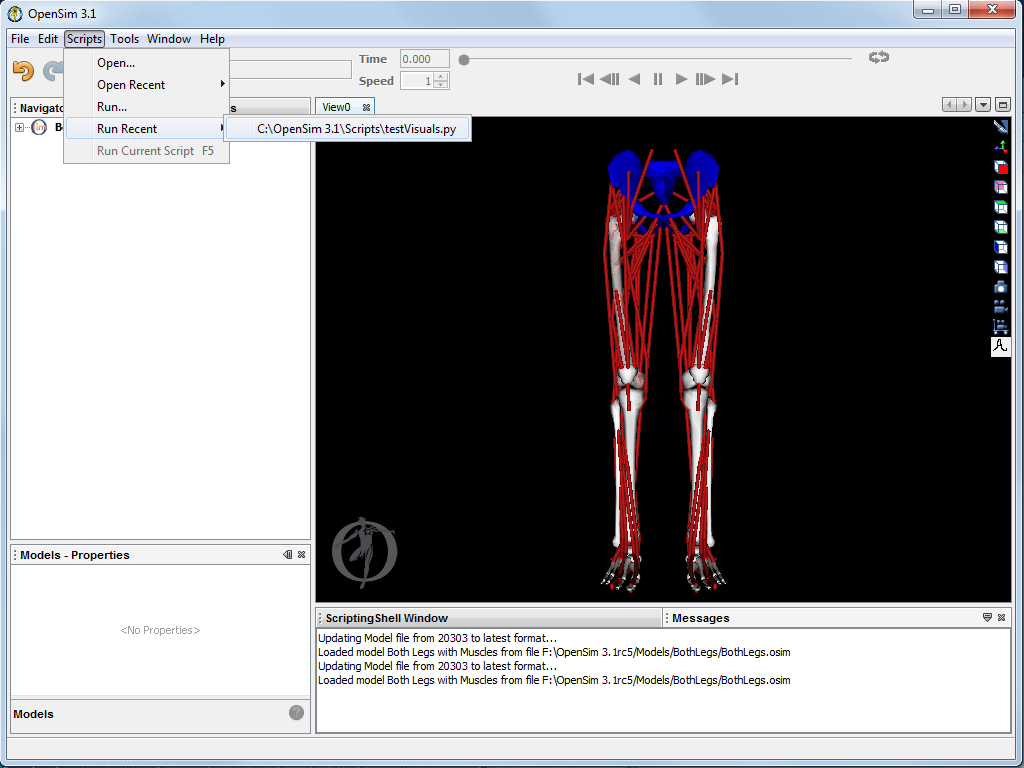 OpenSim 3.1
File Edit Scripts Tools Window Help
Open...
Open Recent
Run...
Run Recent
Run Current Script F5
C:\OpenSim 3.1\Scripts\testVisuals.py
Time 0.000
Speed 1
Navigato
View0
Models - Properties
<No Properties>
Models
ScriptingShell Window
Messages
Updating Model file from 20303 to latest format...
Loaded model Both Legs with Muscles from file F:\OpenSim 3.1rc5/Models/BothLegs/BothLegs.osim
Updating Model file from 20303 to latest format...
Loaded model Both Legs with Muscles from file F:\OpenSim 3.1rc5/Models/BothLegs/BothLegs.osim